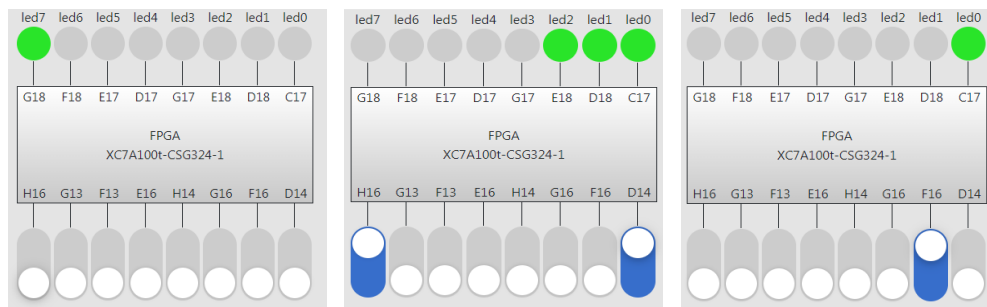 led7 led6 led5 led4 led3 led2 led1 led0
G18 F18 E17 D17 G17 E18 D18 C17
FPGA
XC7A100t-CSG324-1
H16 G13 F13 E16 H14 G16 F16 D14
led7 led6 led5 led4 led3 led2 led1 led0
G18 F18 E17 D17 G17 E18 D18 C17
FPGA
XC7A100t-CSG324-1
H16 G13 F13 E16 H14 G16 F16 D14
led7 led6 led5 led4 led3 led2 led1 led0
G18 F18 E17 D17 G17 E18 D18 C17
FPGA
XC7A100t-CSG324-1
H16 G13 F13 E16 H14 G16 F16 D14